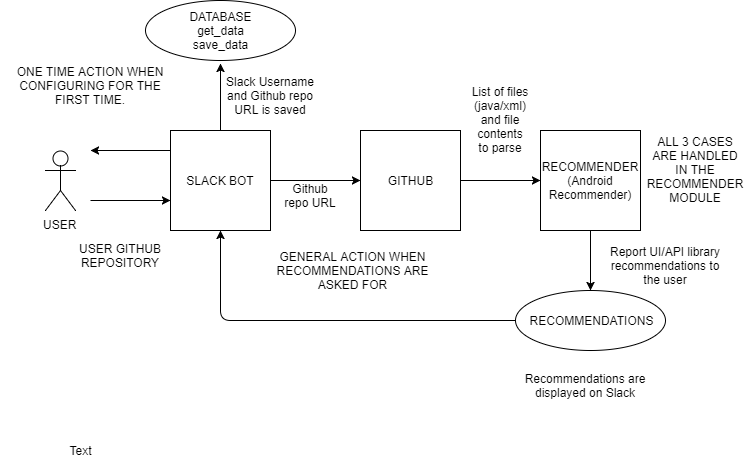 DATABASE
get_data
save_data
ONE TIME ACTION WHEN
CONFIGURING FOR THE
FIRST TIME.
Slack Username
and Github repo
URL is saved
List of files
(java/xml)
and file
contents
to parse
USER
SLACK BOT
Github
repo URL
GITHUB
RECOMMENDER
(Android
Recommender)
ALL 3 CASES
ARE HANDLED
IN THE
RECOMMENDER
MODULE
USER GITHUB
REPOSITORY
GENERAL ACTION WHEN
RECOMMENDATIONS ARE
ASKED FOR
Report UI/API library
recommendations to
the user
RECOMMENDATIONS
Recommendations are
displayed on Slack
Text